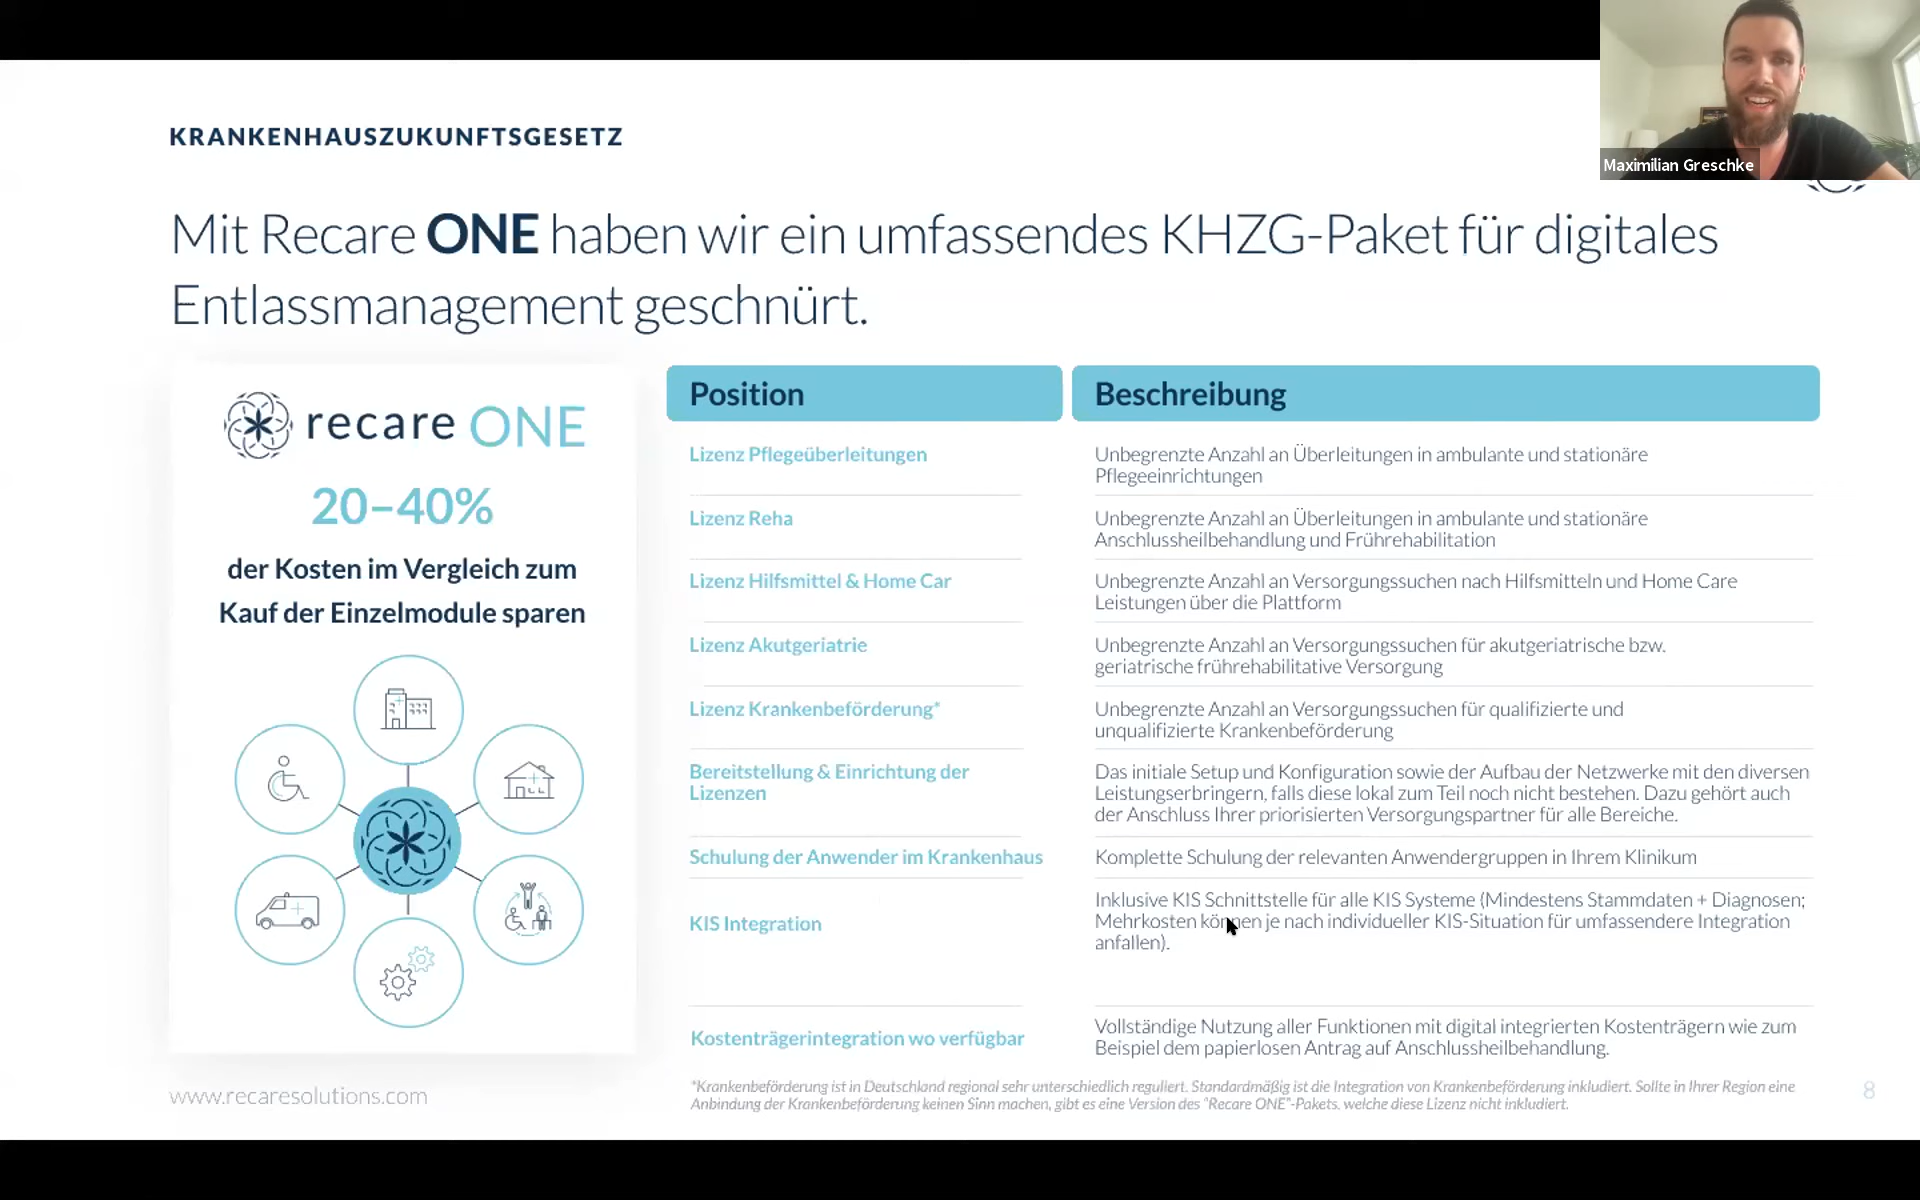 Maximilian Greschke
KRANKENHAUSZUKUNFTSGESETZ
Mit Recare ONE haben wir ein umfassendes KHZG-Paket für digitales
Entlassmanagement geschnürt.
recare ONE
20–40%
der Kosten im Vergleich zum
Kauf der Einzelmodule sparen
Position
Beschreibung
Lizenz Pflegeüberleitungen
Unbegrenzte Anzahl an Überleitungen in ambulante und stationäre
Pflegeeinrichtungen
Lizenz Reha
Unbegrenzte Anzahl an Überleitungen in ambulante und stationäre
Anschlussheilbehandlung und Frührehabilitation
Lizenz Hilfsmittel & Home Car
Unbegrenzte Anzahl an Versorgungssuchen nach Hilfsmitteln und Home Care
Leistungen über die Plattform
Lizenz Akutgeriatrie
Unbegrenzte Anzahl an Versorgungssuchen für akutgeriatrische bzw.
geriatrische frührehabilitative Versorgung
Lizenz Krankenbeförderung*
Unbegrenzte Anzahl an Versorgungssuchen für qualifizierte und
unqualifizierte Krankenbeförderung
Bereitstellung & Einrichtung der
Lizenzen
Das initiale Setup und Konfiguration sowie der Aufbau der Netzwerke mit den diversen
Leistungserbringern, falls diese lokal zum Teil noch nicht bestehen. Dazu gehört auch
der Anschluss Ihrer priorisierten Versorgungspartner für alle Bereiche.
Schulung der Anwender im Krankenhaus
Komplette Schulung der relevanten Anwendergruppen in Ihrem Klinikum
KIS Integration
Inklusive KIS Schnittstelle für alle KIS Systeme (Mindestens Stammdaten + Diagnosen;
Mehrkosten können je nach individueller KIS-Situation für umfassendere Integration
anfallen).
Kostenträgerintegration wo verfügbar
Vollständige Nutzung aller Funktionen mit digital integrierten Kostenträgern wie zum
Beispiel dem papierlosen Antrag auf Anschlussheilbehandlung.
*Krankenbeförderung ist in Deutschland regional sehr unterschiedlich reguliert. Standardmäßig ist die Integration von Krankenbeförderung inkludiert. Sollte in Ihrer Region eine
Anbindung der Krankenbeförderung keinen Sinn machen, gibt es eine Version des "Recare ONE"-Pakets. welche diese Lizenz nicht inkludiert.
www.recaresolutions.com
8